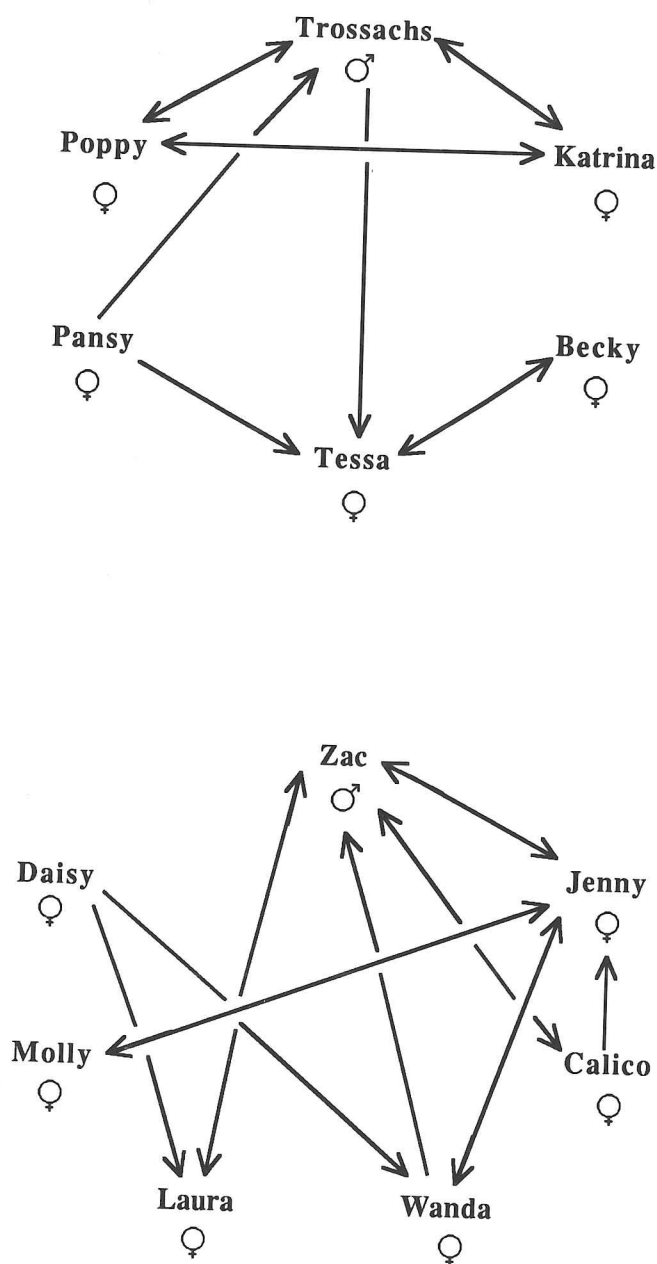 Trossachs
♂
Poppy
♀
Katrina
♀
Pansy
♀
Becky
♀
Tessa
♀
Zac
♂
Daisy
♀
Jenny
♀
Molly
♀
Calico
♀
Laura
♀
Wanda
♀